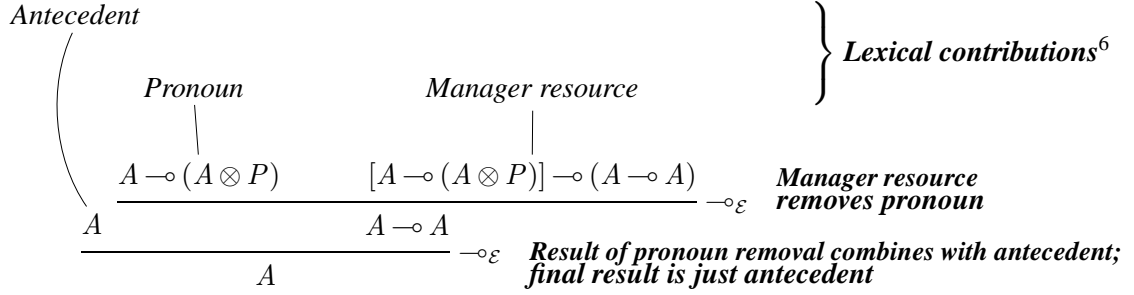 Antecedent
Lexical contributions⁶
Pronoun
Manager resource
A ⊸ (A ⊗ P)
[A ⊸ (A ⊗ P)] ⊸ (A ⊸ A)
Manager resource
removes pronoun
⊸ℰ
A
A ⊸ A
⊸ℰ
Result of pronoun removal combines with antecedent;
final result is just antecedent
A